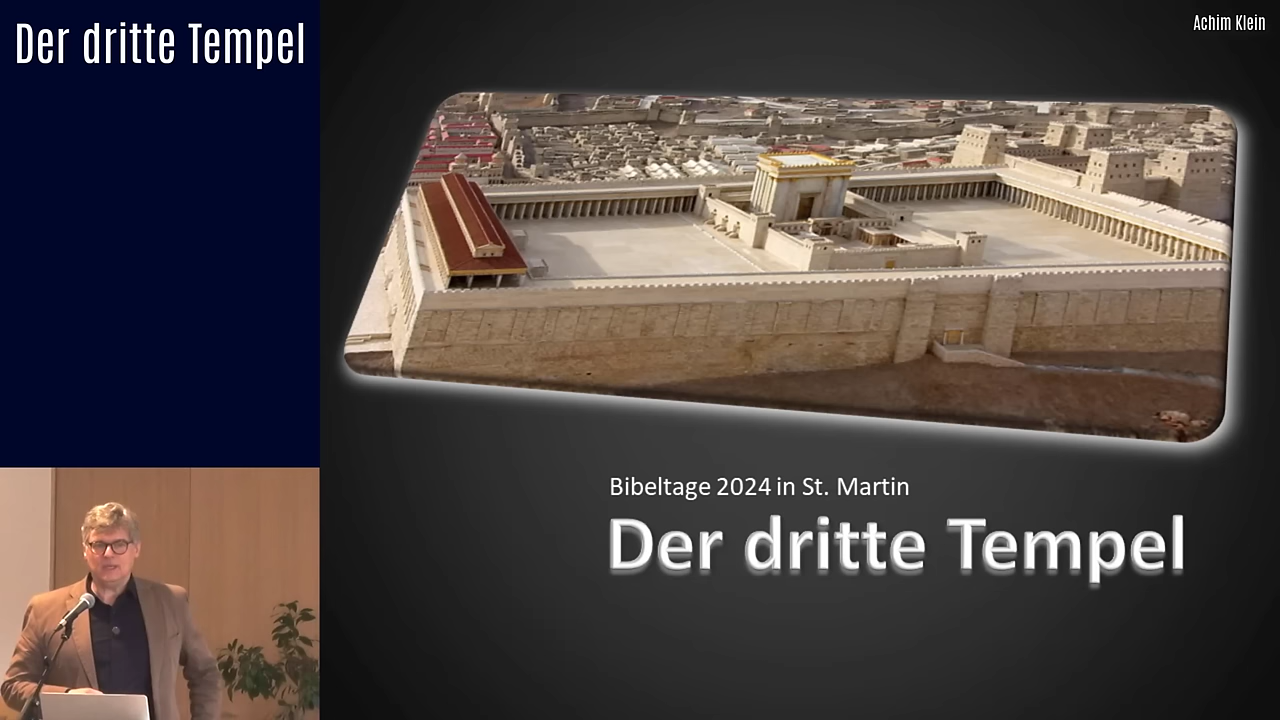 Der dritte Tempel
Achim Klein
Bibeltage 2024 in St. Martin
Der dritte Tempel